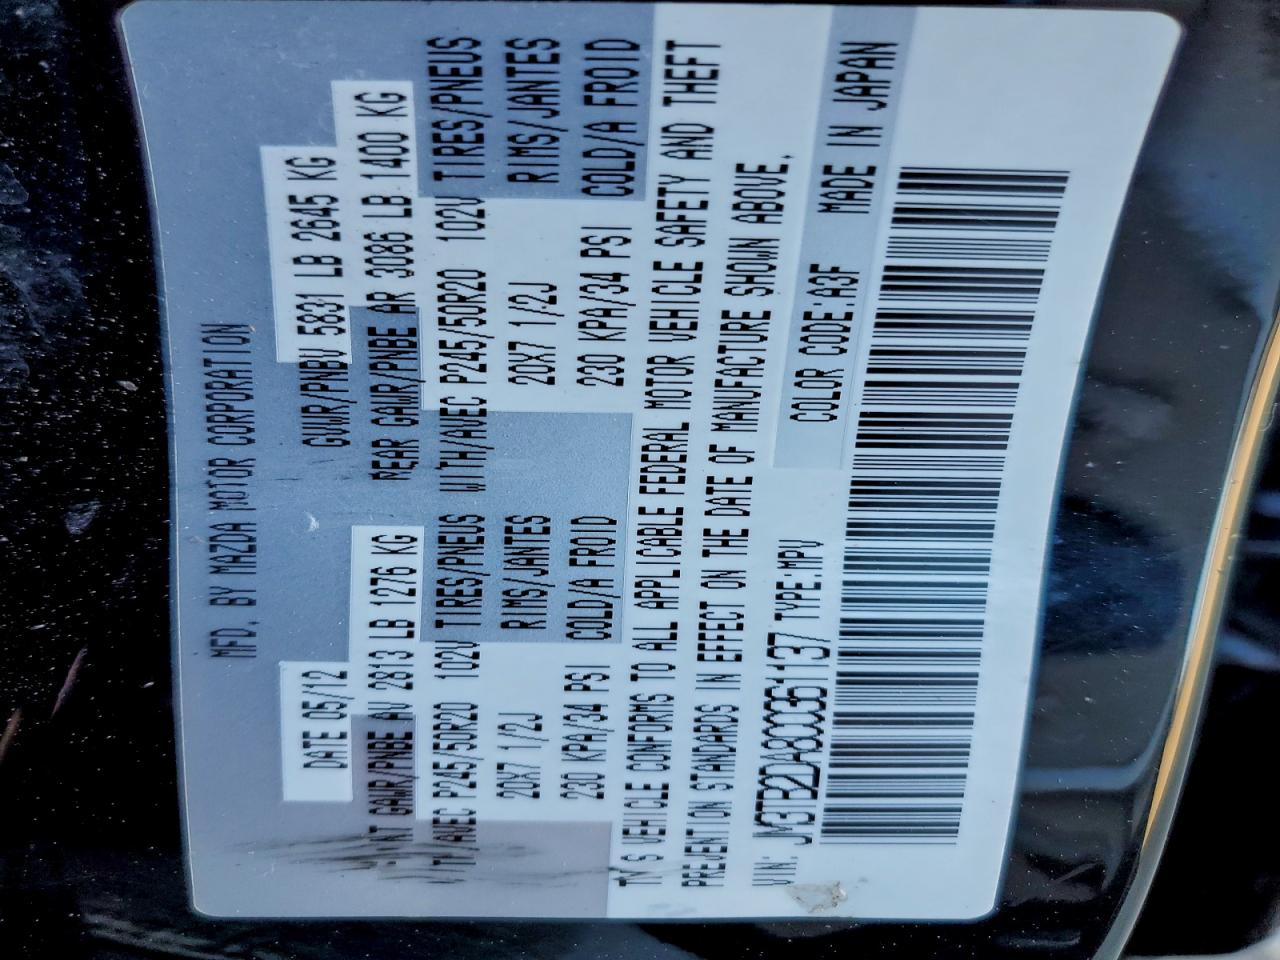 MFD. BY MAZDA MOTOR CORPORATION
DATE 05/12 GVWR/PNBV 5831 LB 2645 KG
GAWR/PNBE AV 2813 LB 1276 KG REAR GAWR/PNBE AR 3086 LB 1400 KG
AVEC P245/50R20 102V TIRES/PNEUS WITH/AVEC P245/50R20 102V TIRES/PNEUS
20X7 1/2J RIMS/JANTES 20X7 1/2J RIMS/JANTES
230 KPA/34 PSI COLD/A FROID 230 KPA/34 PSI COLD/A FROID
VEHICLE CONFORMS TO ALL APPLICABLE FEDERAL MOTOR VEHICLE SAFETY AND THEFT
PREVENTION STANDARDS IN EFFECT ON THE DATE OF MANUFACTURE SHOWN ABOVE.
VIN: JM3TB2DA8C0361137 TYPE:MPV COLOR CODE:A3F MADE IN JAPAN